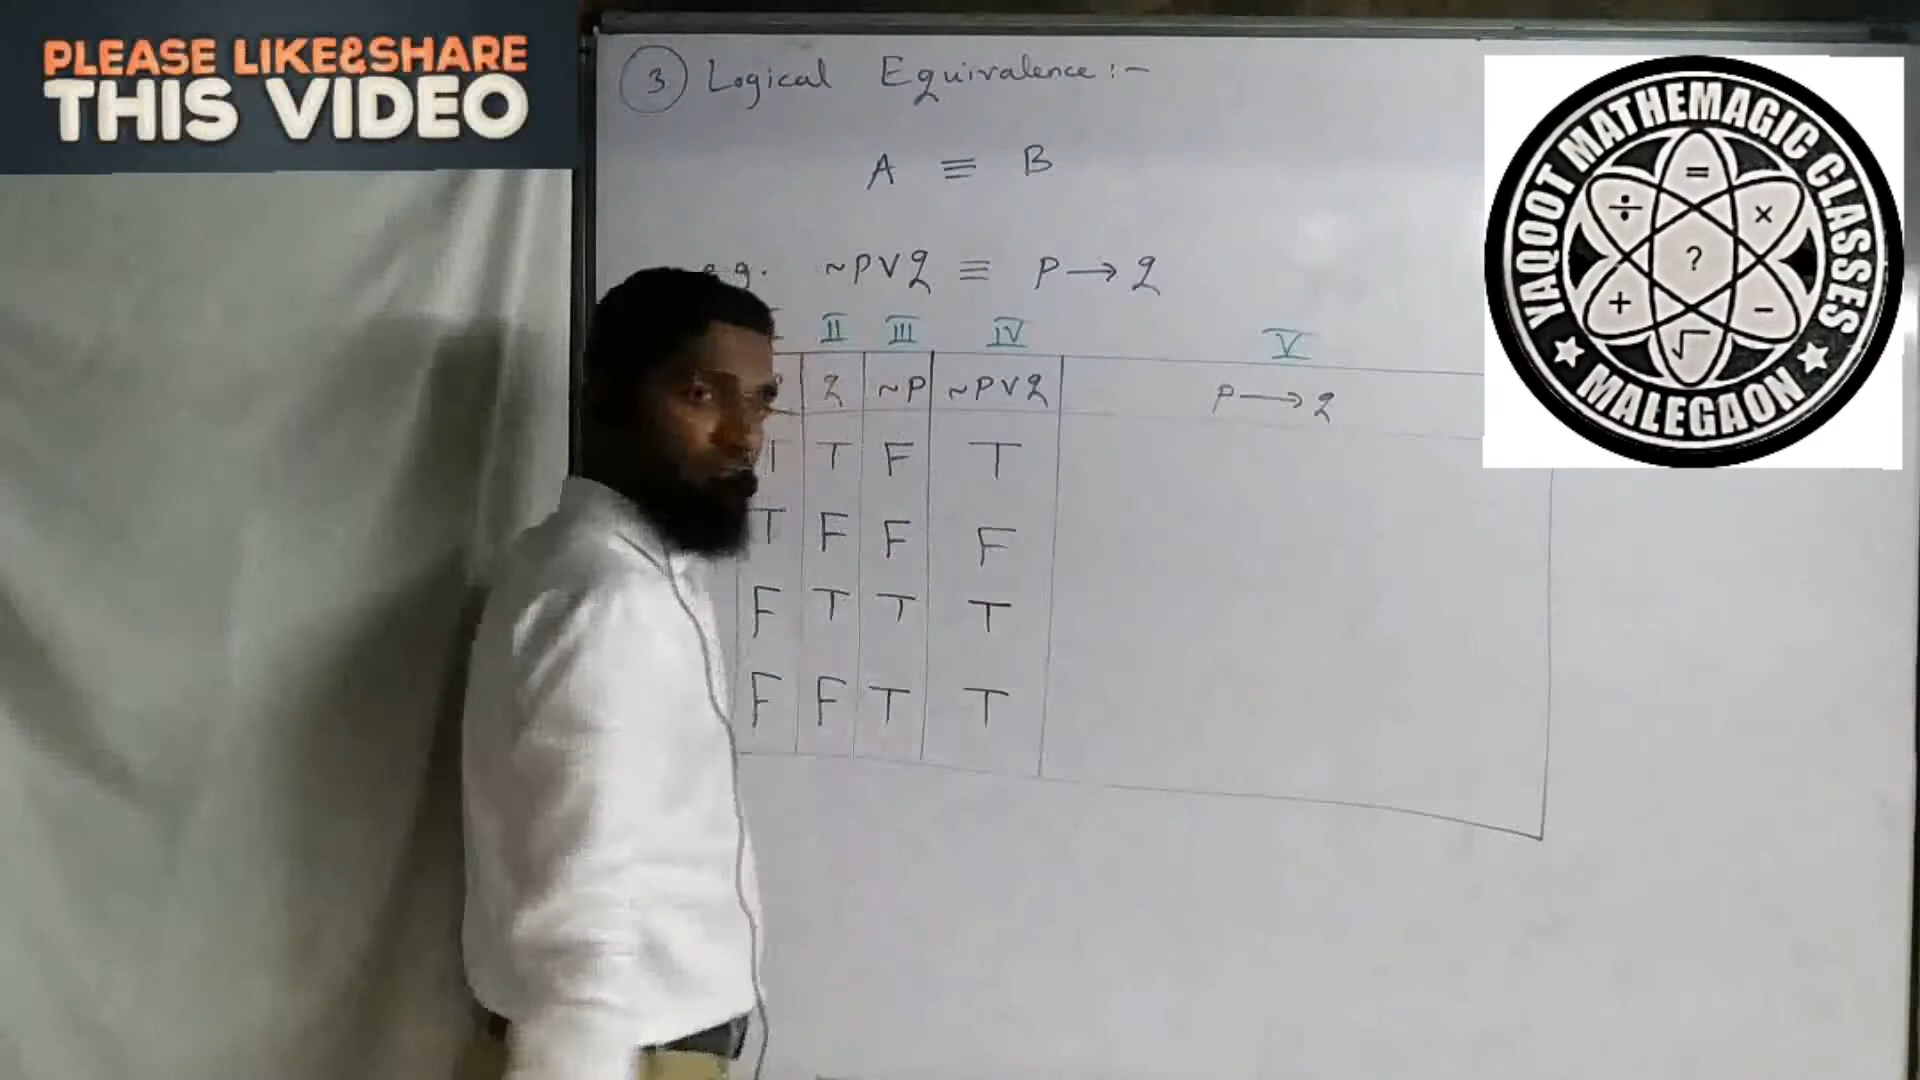 PLEASE LIKE&SHARE
THIS VIDEO
3 Logical Equivalence :-
A ≡ B
e.g. ~P∨q ≡ P → q
II III IV V
q ~P ~P∨q P → q
T T F T
T F F F
F T T T
F F T T
YAQOOT MATHEMAGIC CLASSES
MALEGAON
= ÷ × ? + - √